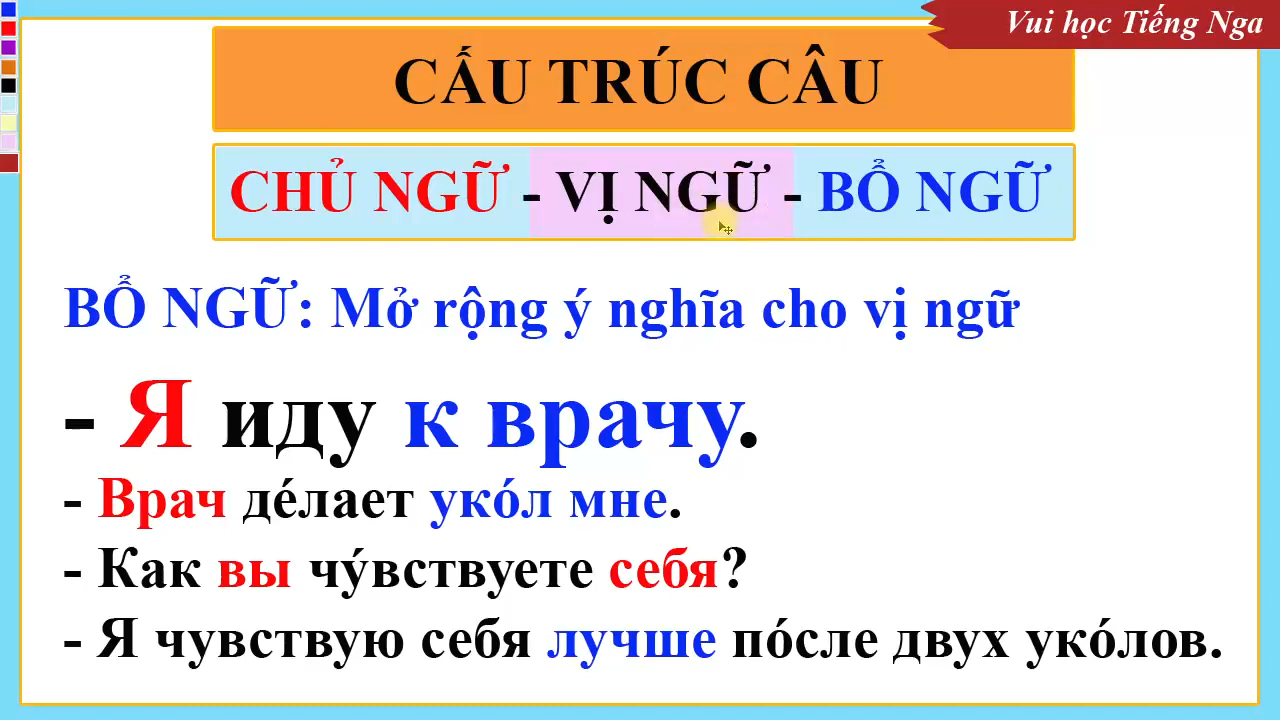 Vui học Tiếng Nga
CẤU TRÚC CÂU
CHỦ NGỮ - VỊ NGỮ - BỔ NGỮ
BỔ NGỮ: Mở rộng ý nghĩa cho vị ngữ
- Я иду к врачу.
- Врач де́лает уко́л мне.
- Как вы чу́вствуете себя?
- Я чувствую себя лучше по́сле двух уко́лов.